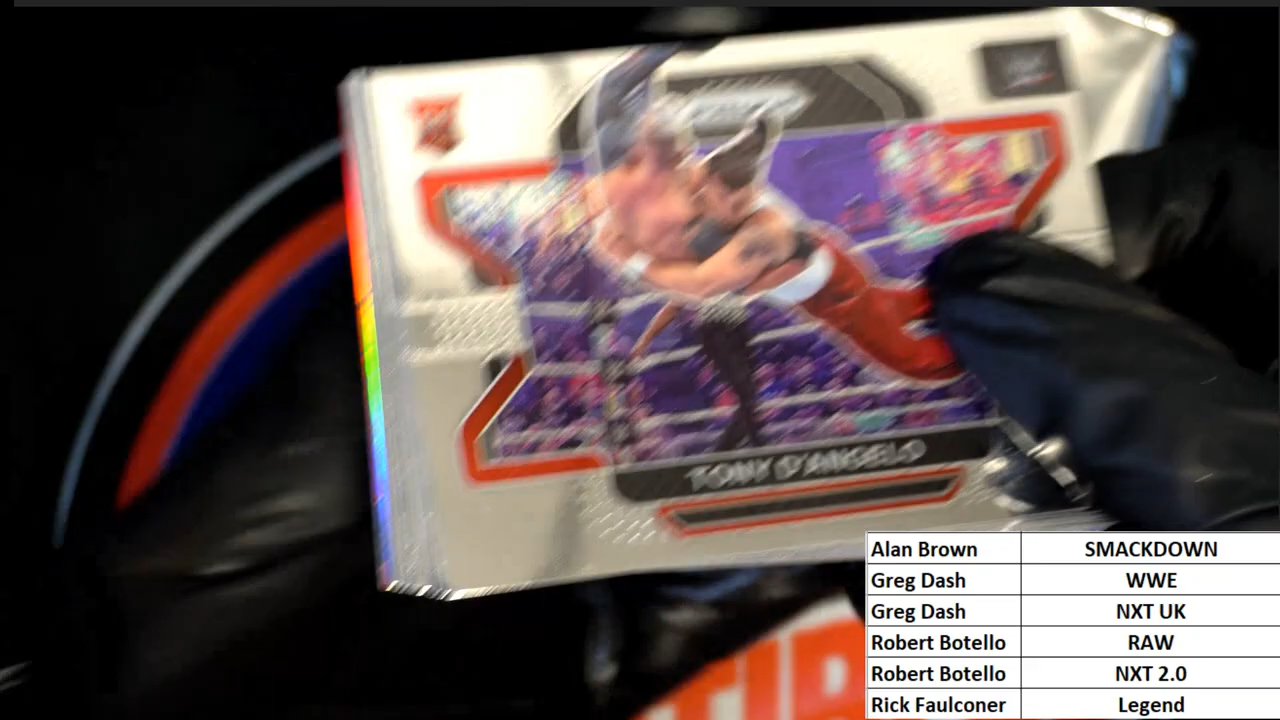 TONY D'ANGELO
Alan Brown SMACKDOWN
Greg Dash WWE
Greg Dash NXT UK
Robert Botello RAW
Robert Botello NXT 2.0
Rick Faulconer Legend